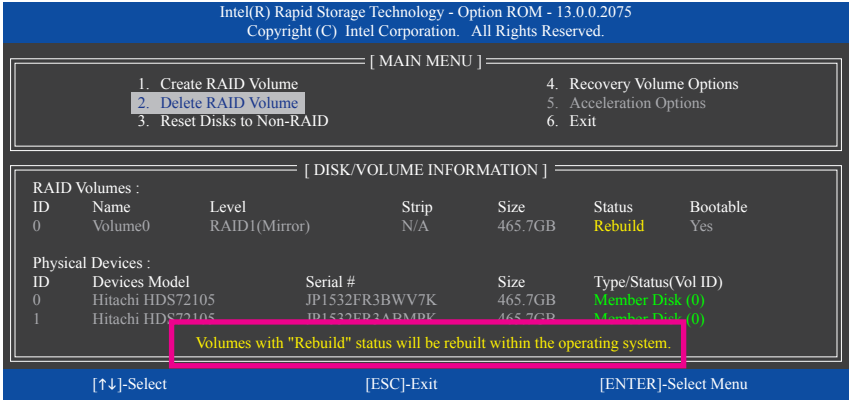 Intel(R) Rapid Storage Technology - Option ROM - 13.0.0.2075
Copyright (C) Intel Corporation. All Rights Reserved.
[ MAIN MENU ]
1. Create RAID Volume 4. Recovery Volume Options
2. Delete RAID Volume 5. Acceleration Options
3. Reset Disks to Non-RAID 6. Exit
[ DISK/VOLUME INFORMATION ]
RAID Volumes :
ID Name Level Strip Size Status Bootable
0 Volume0 RAID1(Mirror) N/A 465.7GB Rebuild Yes
Physical Devices :
ID Devices Model Serial # Size Type/Status(Vol ID)
0 Hitachi HDS72105 JP1532FR3BWV7K 465.7GB Member Disk (0)
1 Hitachi HDS72105 JP1532FR3ABMPK 465.7GB Member Disk (0)
Volumes with "Rebuild" status will be rebuilt within the operating system.
[↑↓]-Select [ESC]-Exit [ENTER]-Select Menu